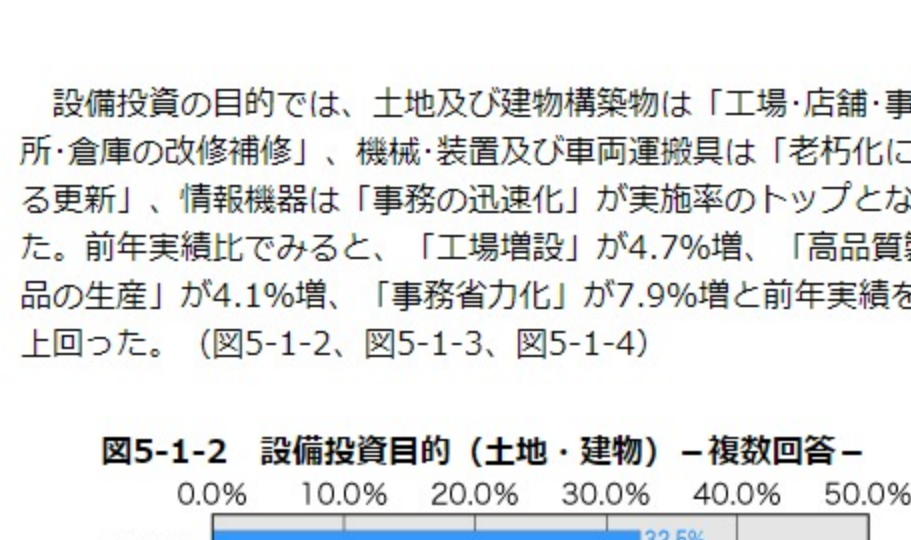 設備投資の目的では、土地及び建物構築物は「工場･店舗･事
所･倉庫の改修補修」、機械･装置及び車両運搬具は「老朽化に
る更新」、情報機器は「事務の迅速化」が実施率のトップとな
た。前年実績比でみると、「工場増設」が4.7%増、「高品質製
品の生産」が4.1%増、「事務省力化」が7.9%増と前年実績を
上回った。（図5-1-2、図5-1-3、図5-1-4）
図5-1-2　設備投資目的（土地・建物）－複数回答－
0.0% 10.0% 20.0% 30.0% 40.0% 50.0%
32.5%